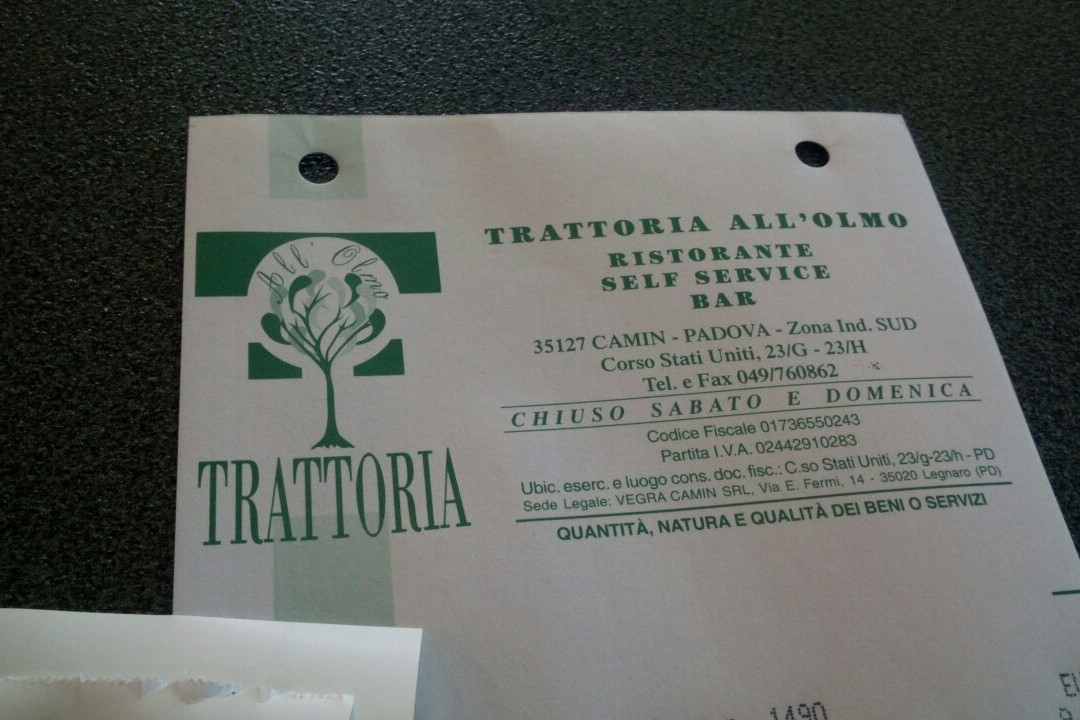 All' Olmo
TRATTORIA
TRATTORIA ALL'OLMO
RISTORANTE
SELF SERVICE
BAR
35127 CAMIN - PADOVA - Zona Ind. SUD
Corso Stati Uniti, 23/G - 23/H
Tel. e Fax 049/760862
CHIUSO SABATO E DOMENICA
Codice Fiscale 01736550243
Partita I.V.A. 02442910283
Ubic. eserc. e luogo cons. doc. fisc.: C.so Stati Uniti, 23/g-23/h - PD
Sede Legale: VEGRA CAMIN SRL, Via E. Fermi, 14 - 35020 Legnaro (PD)
QUANTITÀ, NATURA E QUALITÀ DEI BENI O SERVIZI
1490